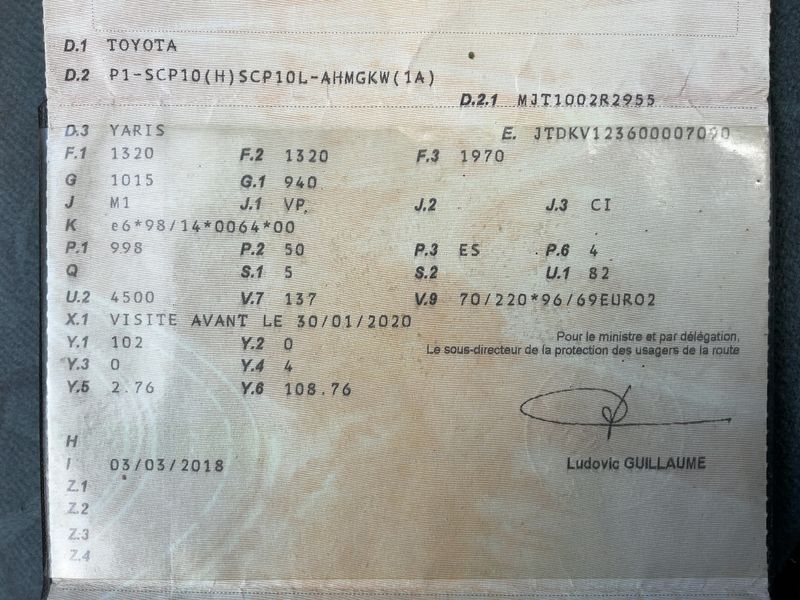 D.1 TOYOTA
D.2 P1-SCP10(H)SCP10L-AHMGKW(1A)
D.2.1 MJT1002R2955
D.3 YARIS E. JTDKV123600007090
F.1 1320 F.2 1320 F.3 1970
G 1015 G.1 940
J M1 J.1 VP J.2 J.3 CI
K e6*98/14*0064*00
P.1 998 P.2 50 P.3 ES P.6 4
Q S.1 5 S.2 U.1 82
U.2 4500 V.7 137 V.9 70/220*96/69EURO2
X.1 VISITE AVANT LE 30/01/2020
Y.1 102 Y.2 0
Pour le ministre et par délégation,
Le sous-directeur de la protection des usagers de la route
Y.3 0 Y.4 4
Y.5 2.76 Y.6 108.76
H
I 03/03/2018
Ludovic GUILLAUME
Z.1
Z.2
Z.3
Z.4